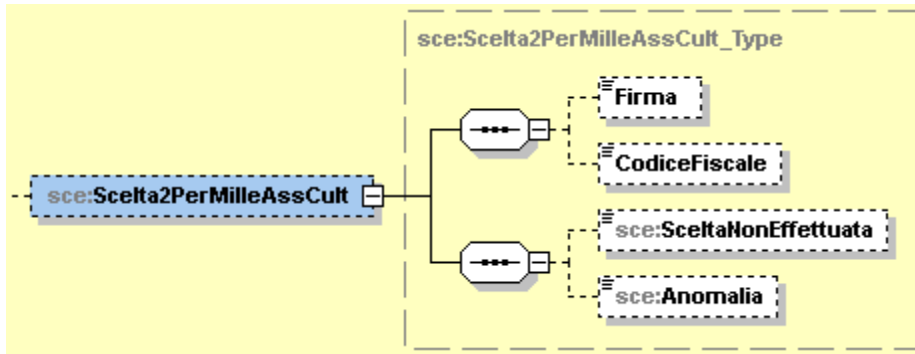 sce:Scelta2PerMilleAssCult_Type
Firma
CodiceFiscale
sce:Scelta2PerMilleAssCult
sce:SceltaNonEffettuata
sce:Anomalia